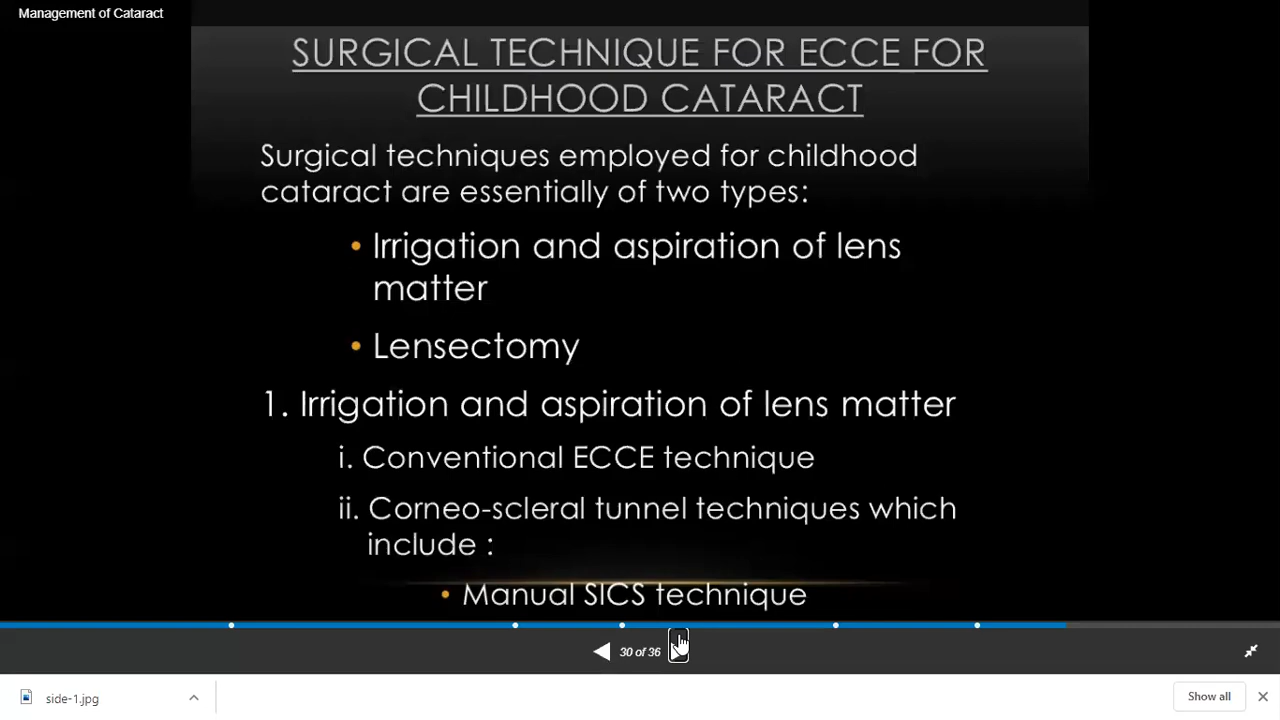 Management of Cataract
SURGICAL TECHNIQUE FOR ECCE FOR
CHILDHOOD CATARACT
Surgical techniques employed for childhood
cataract are essentially of two types:
• Irrigation and aspiration of lens
matter
• Lensectomy
1. Irrigation and aspiration of lens matter
i. Conventional ECCE technique
ii. Corneo-scleral tunnel techniques which
include :
• Manual SICS technique
30 of 36
side-1.jpg
Show all